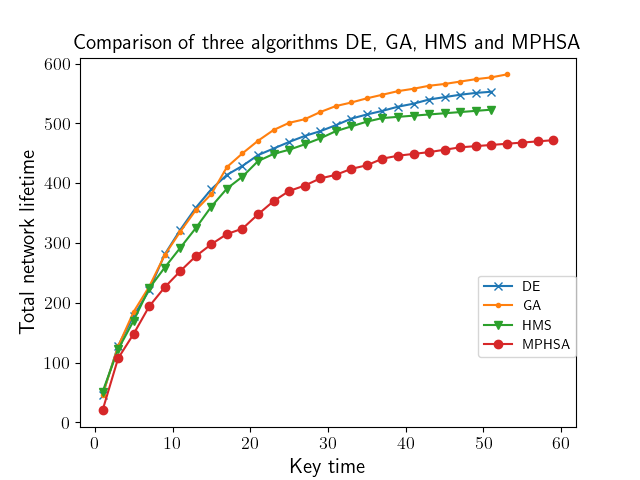 Comparison of three algorithms DE, GA, HMS and MPHSA
600
500
400
300
200
100
0
Total network lifetime
DE
GA
HMS
MPHSA
0 10 20 30 40 50 60
Key time